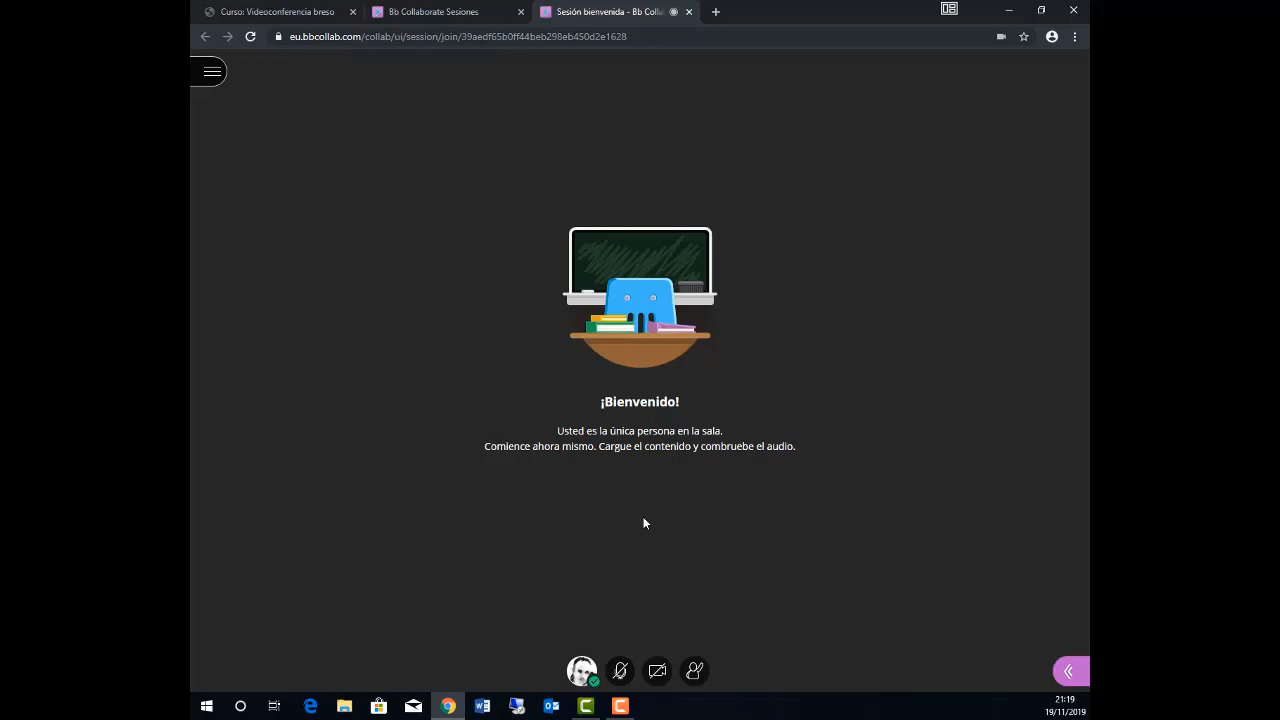 Curso: Videoconferencia breso
Bb Collaborate Sesiones
Sesión bienvenida - Bb Colla
eu.bbcollab.com/collab/ui/session/join/39aedf65b0ff44beb298eb450d2e1628
¡Bienvenido!
Usted es la única persona en la sala.
Comience ahora mismo. Cargue el contenido y combruebe el audio.
21:19
19/11/2019